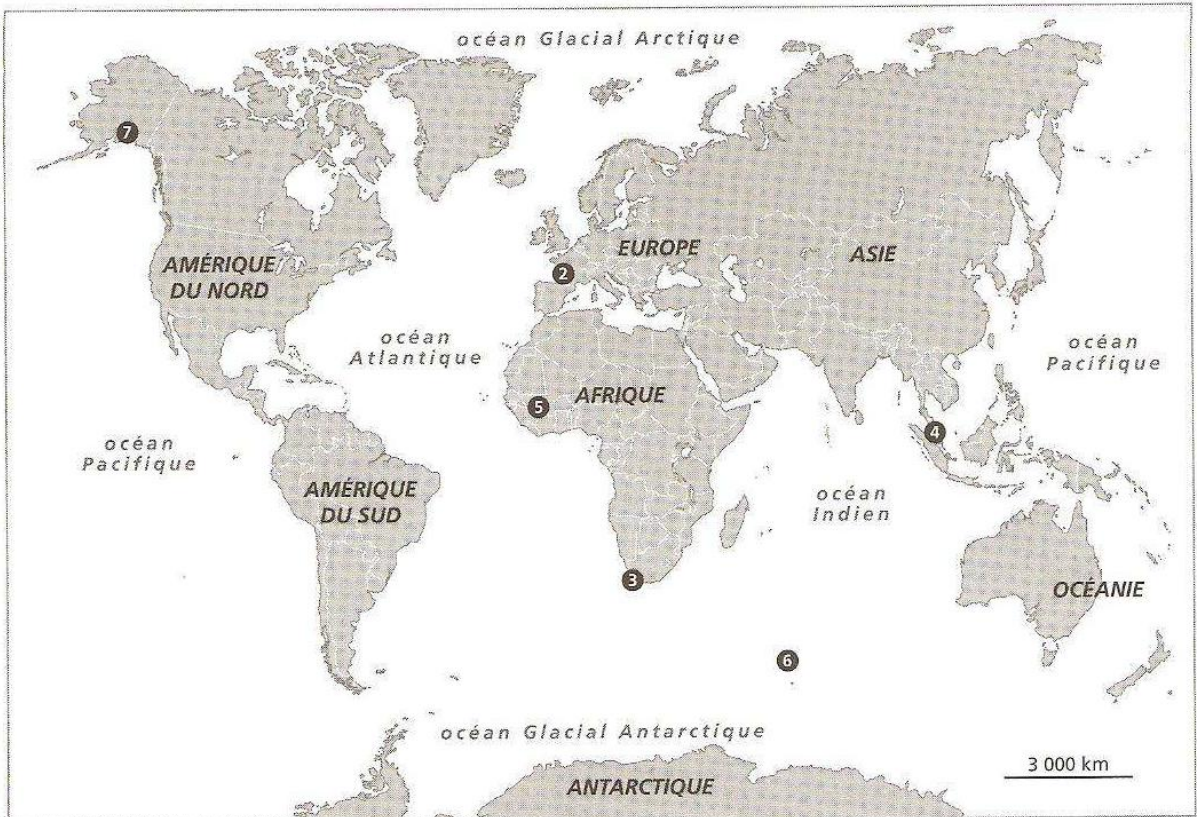 océan Glacial Arctique
7
AMÉRIQUE
DU NORD
2
EUROPE
ASIE
océan
Atlantique
océan
Pacifique
5
AFRIQUE
4
océan
Pacifique
AMÉRIQUE
DU SUD
océan
Indien
3
OCÉANIE
6
océan Glacial Antarctique
3 000 km
ANTARCTIQUE